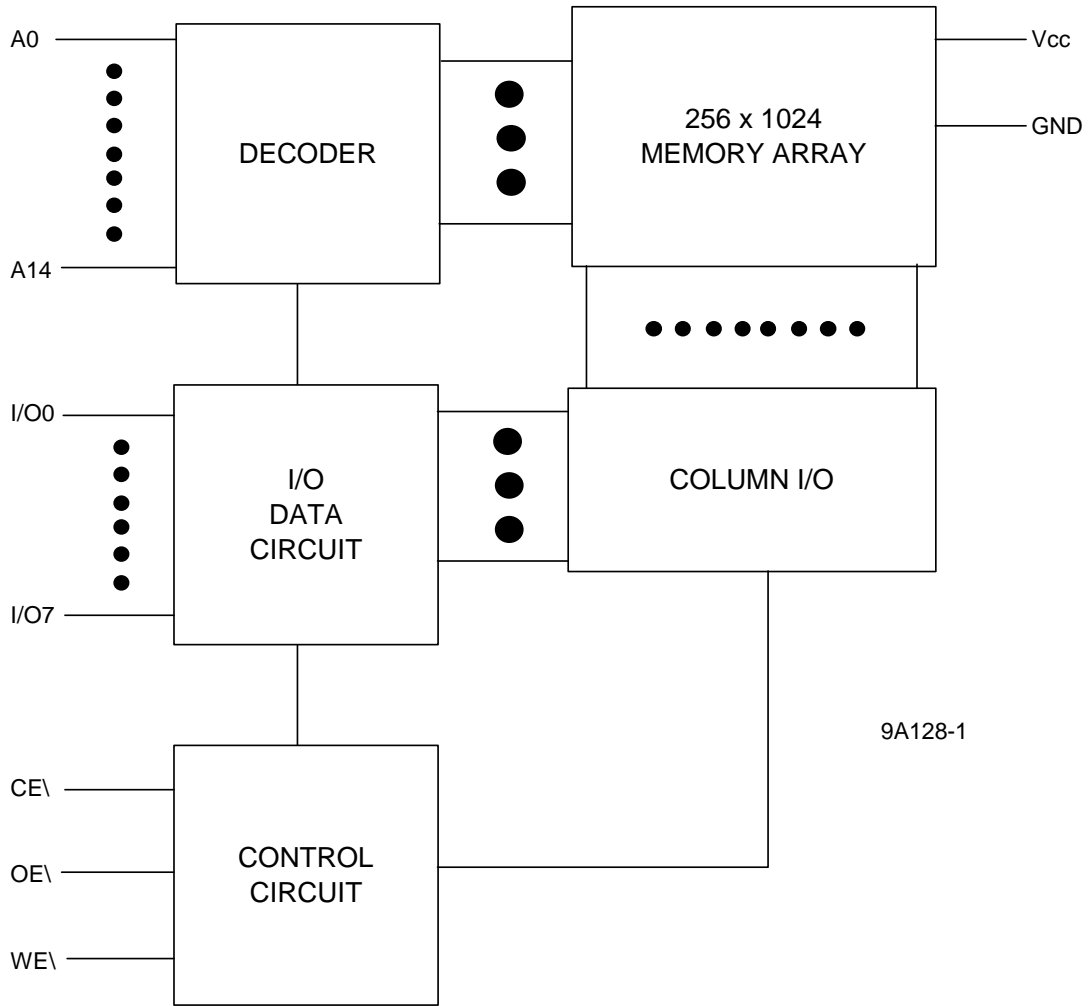 A0
DECODER
256 x 1024
MEMORY ARRAY
Vcc
GND
A14
I/O0
I/O
DATA
CIRCUIT
COLUMN I/O
I/O7
9A128-1
CE\
OE\
CONTROL
CIRCUIT
WE\